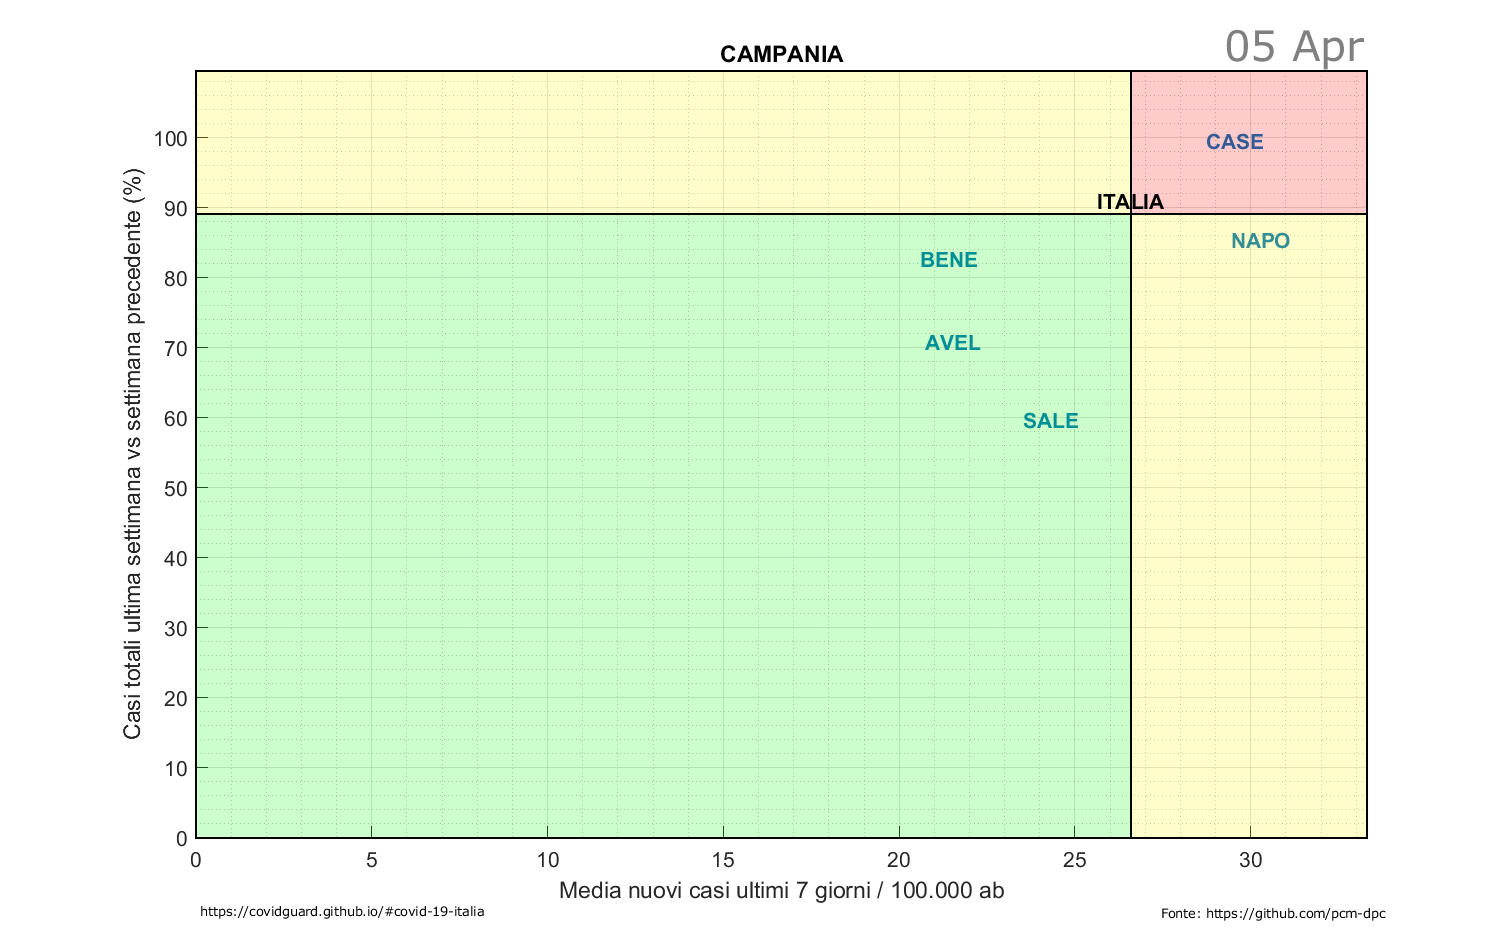 05 Apr
CAMPANIA
100
90
80
70
60
50
40
30
20
10
0
Casi totali ultima settimana vs settimana precedente (%)
CASE
ITALIA
NAPO
BENE
AVEL
SALE
0 5 10 15 20 25 30
Media nuovi casi ultimi 7 giorni / 100.000 ab
https://covidguard.github.io/#covid-19-italia
Fonte: https://github.com/pcm-dpc